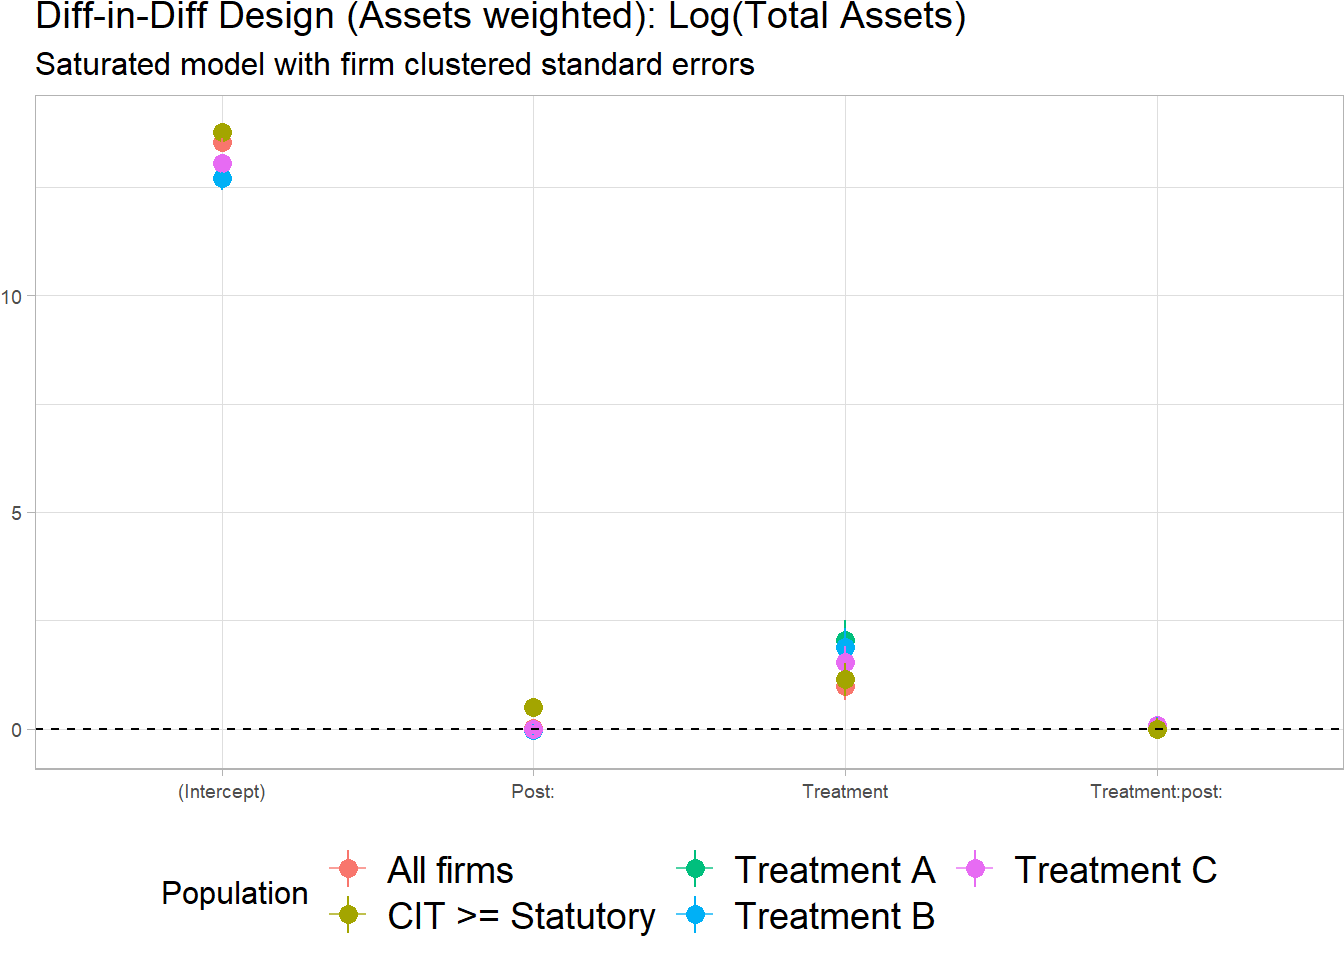 Diff-in-Diff Design (Assets weighted): Log(Total Assets)
Saturated model with firm clustered standard errors
10
5
0
(Intercept) Post: Treatment Treatment:post:
Population
All firms Treatment A Treatment C
CIT >= Statutory Treatment B